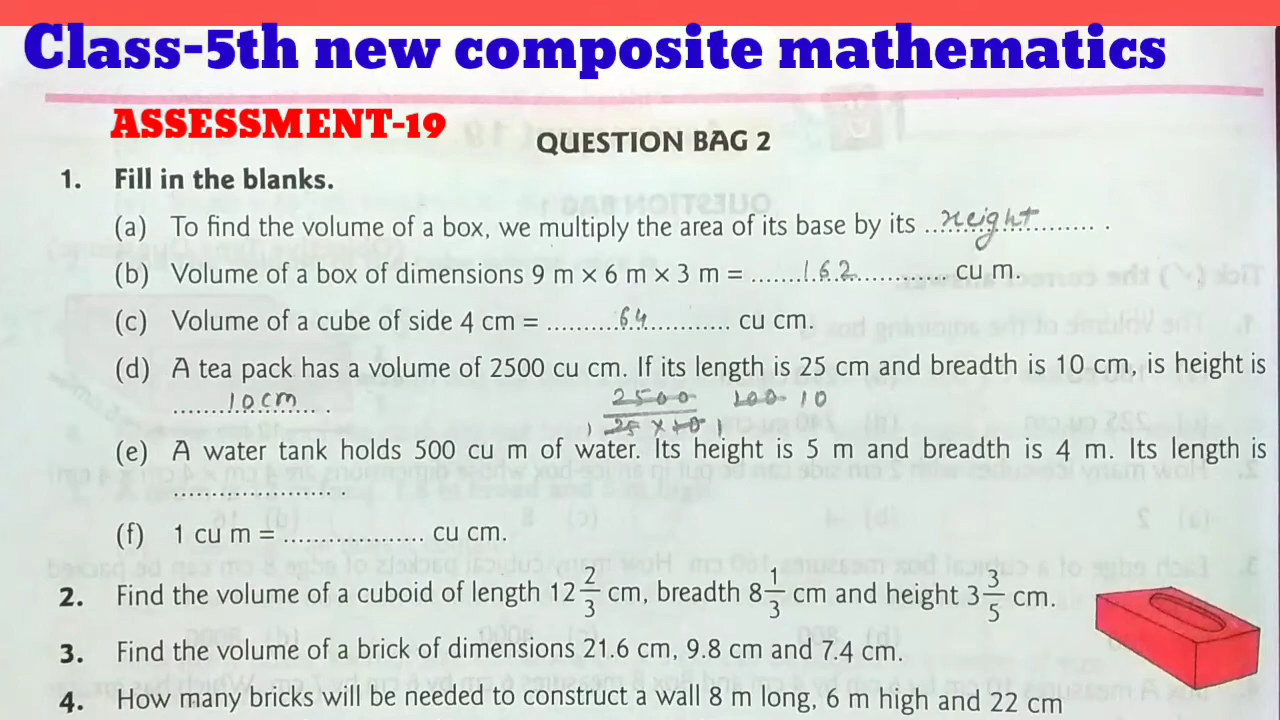 Class-5th new composite mathematics
ASSESSMENT-19
QUESTION BAG 2
1. Fill in the blanks.
(a) To find the volume of a box, we multiply the area of its base by its ...height... .
(b) Volume of a box of dimensions 9 m × 6 m × 3 m = ......162...... cu m.
(c) Volume of a cube of side 4 cm = .........64......... cu cm.
(d) A tea pack has a volume of 2500 cu cm. If its length is 25 cm and breadth is 10 cm, is height is
......10cm...... . 2500 100 10
1 25 × 10 1
(e) A water tank holds 500 cu m of water. Its height is 5 m and breadth is 4 m. Its length is
...................... .
(f) 1 cu m = ................... cu cm.
2. Find the volume of a cuboid of length 12 2/3 cm, breadth 8 1/3 cm and height 3 3/5 cm.
3. Find the volume of a brick of dimensions 21.6 cm, 9.8 cm and 7.4 cm.
4. How many bricks will be needed to construct a wall 8 m long, 6 m high and 22 cm